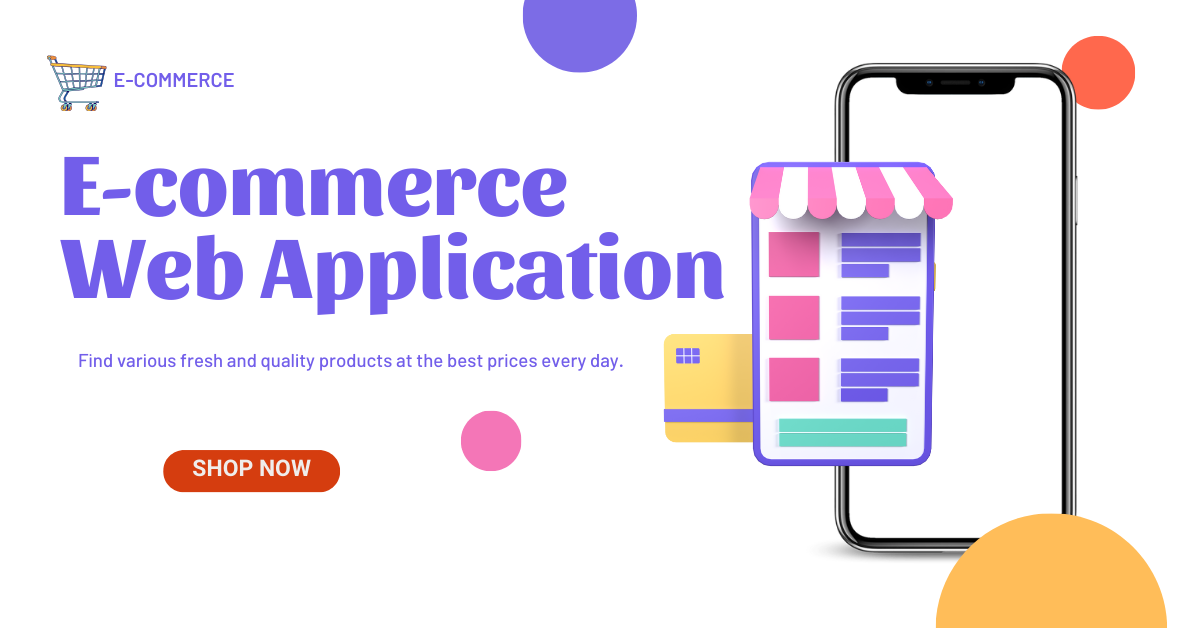 E-COMMERCE
E-commerce
Web Application
Find various fresh and quality products at the best prices every day.
SHOP NOW